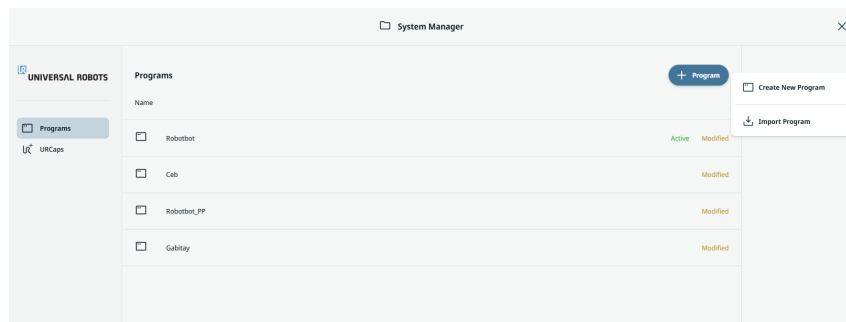 System Manager
UNIVERSAL ROBOTS
Programs
URCaps
Programs
Program
Name
Robotbot Active Modified
Ceb Modified
Robotbot_PP Modified
Gabitay Modified
Create New Program
Import Program